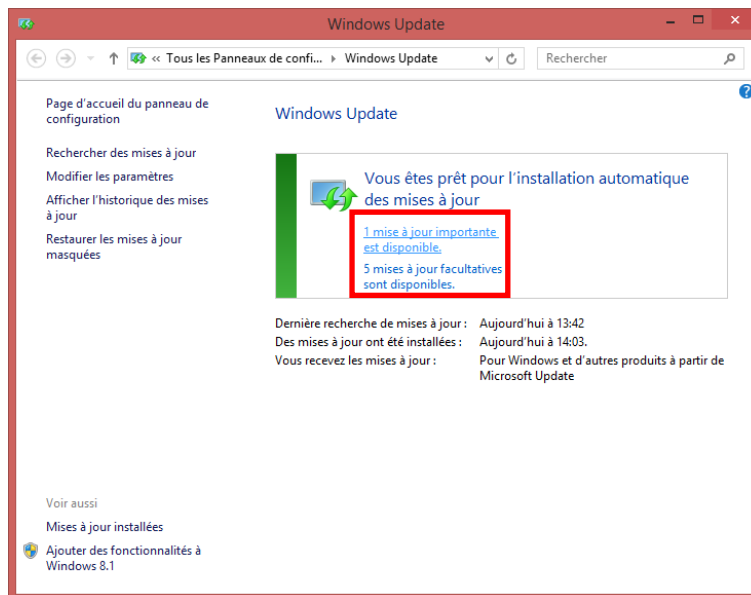 Windows Update
« Tous les Panneaux de confi... Windows Update
Rechercher
Page d'accueil du panneau de
configuration
Rechercher des mises à jour
Modifier les paramètres
Afficher l'historique des mises
à jour
Restaurer les mises à jour
masquées
Windows Update
Vous êtes prêt pour l'installation automatique
des mises à jour
1 mise à jour importante
est disponible.
5 mises à jour facultatives
sont disponibles.
Dernière recherche de mises à jour : Aujourd'hui à 13:42
Des mises à jour ont été installées : Aujourd'hui à 14:03.
Vous recevez les mises à jour : Pour Windows et d'autres produits à partir de
Microsoft Update
Voir aussi
Mises à jour installées
Ajouter des fonctionnalités à
Windows 8.1